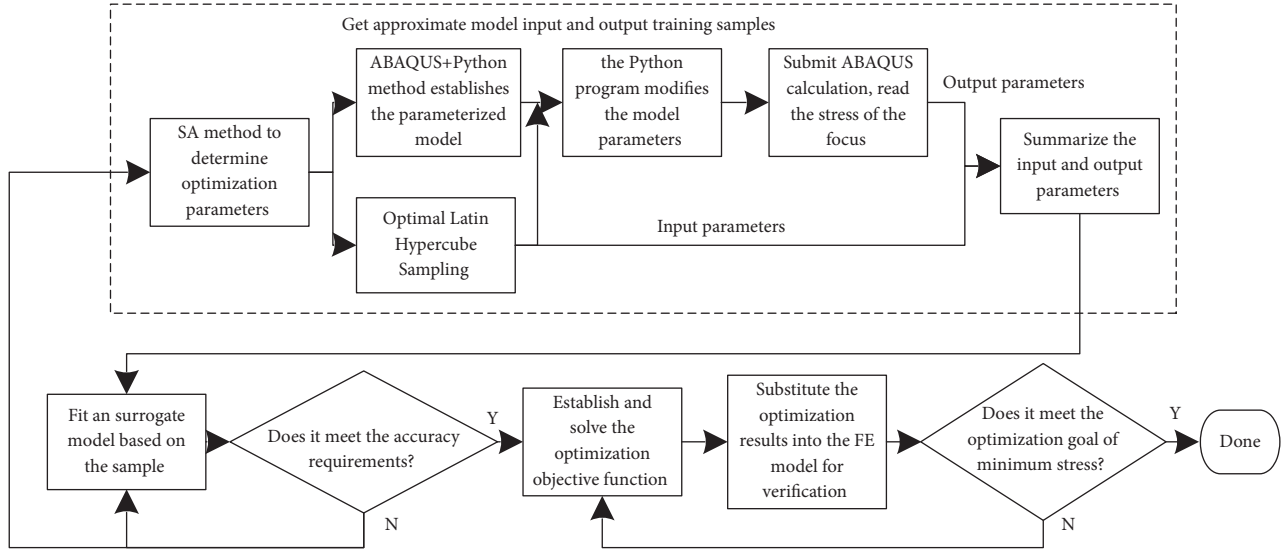 Get approximate model input and output training samples
SA method to
determine
optimization
parameters
ABAQUS+Python
method establishes
the parameterized
model
Optimal Latin
Hypercube
Sampling
the Python
program modifies
the model
parameters
Submit ABAQUS
calculation, read
the stress of the
focus
Output parameters
Input parameters
Summarize the
input and output
parameters
Fit an surrogate
model based on
the sample
Does it meet the accuracy
requirements?
Y
N
Establish and
solve the
optimization
objective function
Substitute the
optimization
results into the FE
model for
verification
Does it meet the
optimization goal of
minimum stress?
Y
N
Done